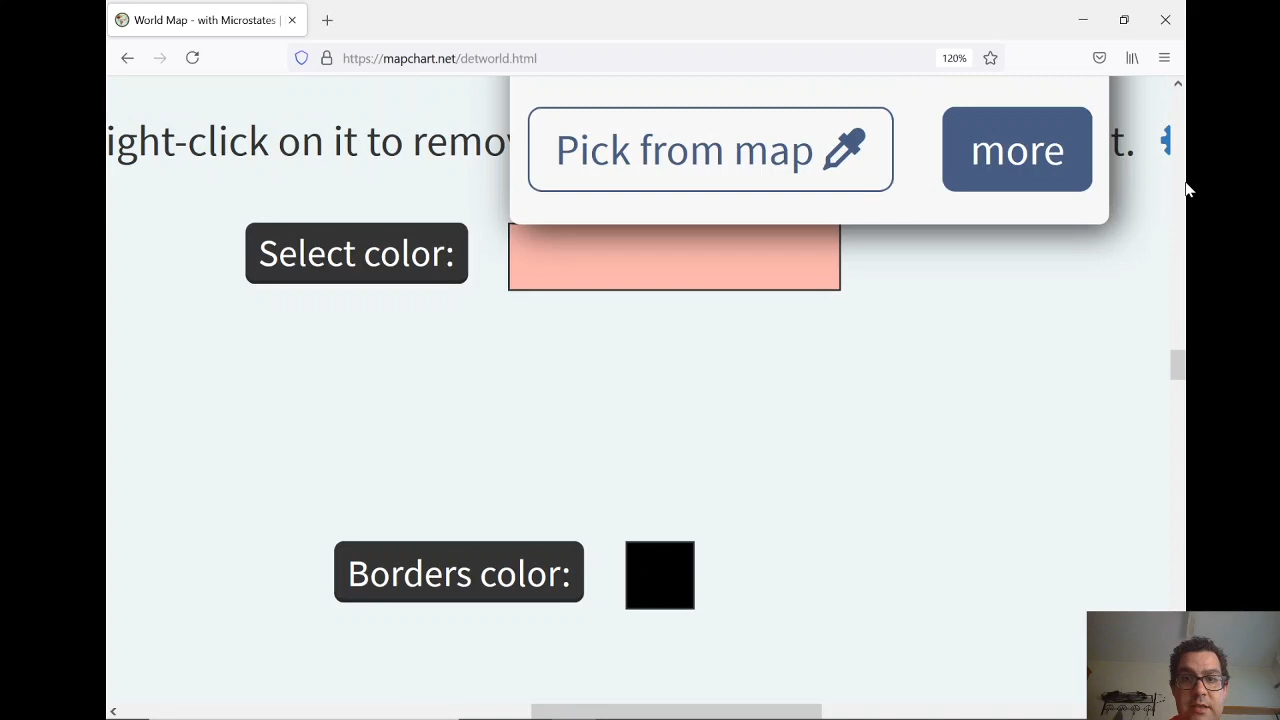 World Map - with Microstates |
https://mapchart.net/detworld.html
120%
ight-click on it to remov
t.
Pick from map
more
Select color:
Borders color: